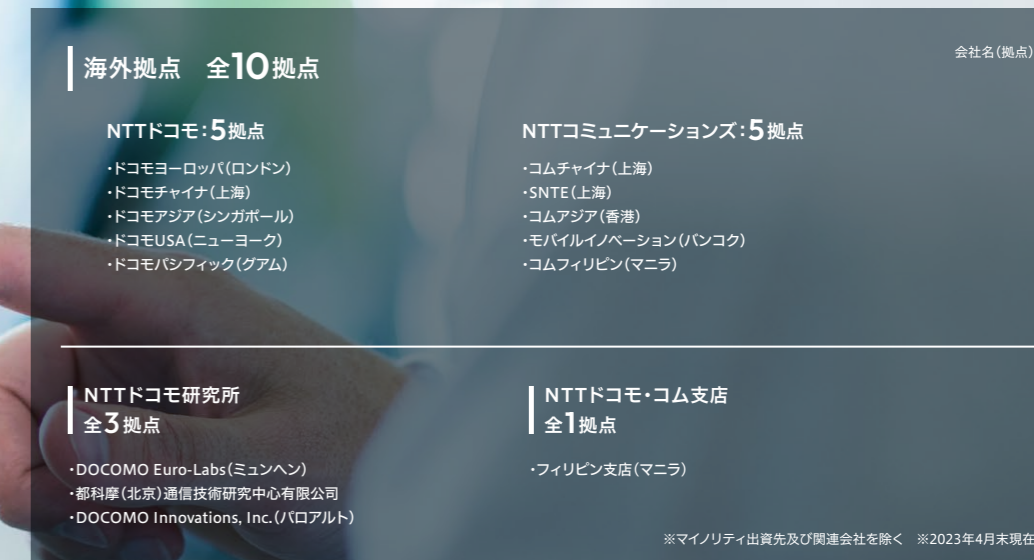 会社名(拠点)
海外拠点 全10拠点
NTTドコモ:5拠点
・ドコモヨーロッパ(ロンドン)
・ドコモチャイナ(上海)
・ドコモアジア(シンガポール)
・ドコモUSA(ニューヨーク)
・ドコモパシフィック(グアム)
NTTコミュニケーションズ:5拠点
・コムチャイナ(上海)
・SNTE(上海)
・コムアジア(香港)
・モバイルイノベーション(バンコク)
・コムフィリピン(マニラ)
NTTドコモ研究所
全3拠点
・DOCOMO Euro-Labs(ミュンヘン)
・都科摩(北京)通信技術研究中心有限公司
・DOCOMO Innovations, Inc.(パロアルト)
NTTドコモ・コム支店
全1拠点
・フィリピン支店(マニラ)
※マイノリティ出資先及び関連会社を除く ※2023年4月末現在